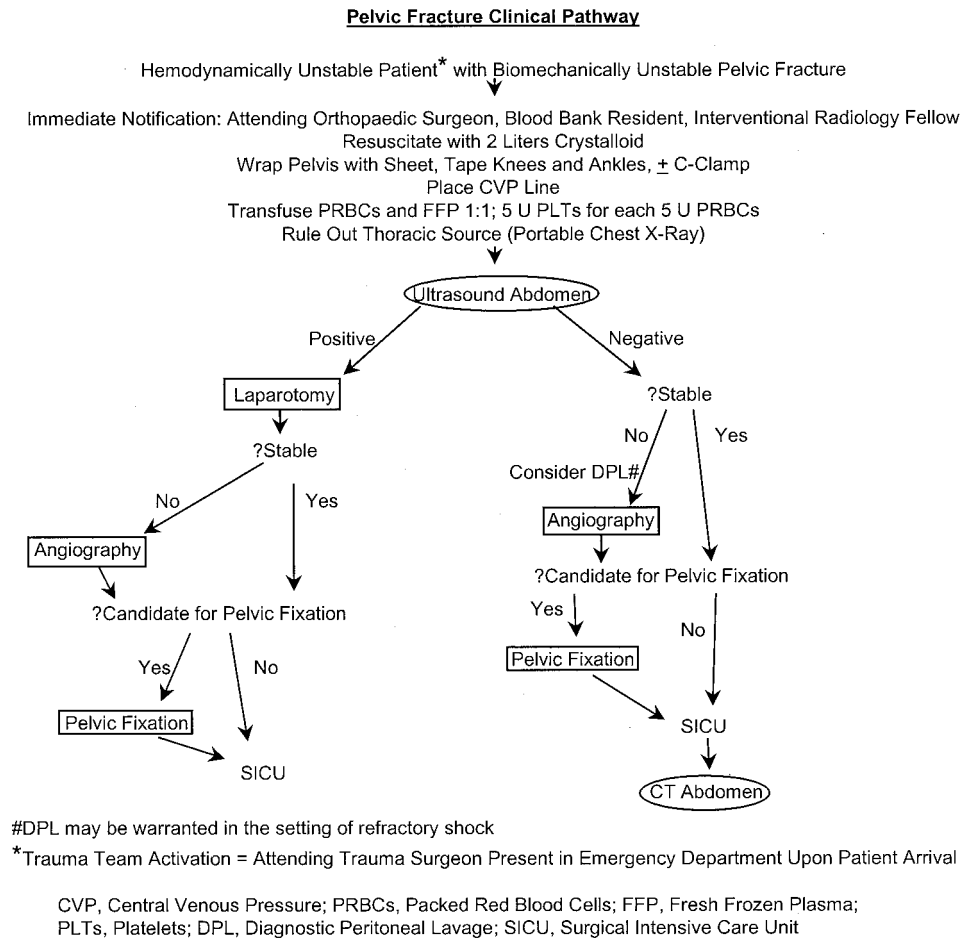 Pelvic Fracture Clinical Pathway
Hemodynamically Unstable Patient* with Biomechanically Unstable Pelvic Fracture
Immediate Notification: Attending Orthopaedic Surgeon, Blood Bank Resident, Interventional Radiology Fellow
Resuscitate with 2 Liters Crystalloid
Wrap Pelvis with Sheet, Tape Knees and Ankles, ± C-Clamp
Place CVP Line
Transfuse PRBCs and FFP 1:1; 5 U PLTs for each 5 U PRBCs
Rule Out Thoracic Source (Portable Chest X-Ray)
Ultrasound Abdomen
Positive
Negative
Laparotomy
?Stable
No
Yes
Angiography
?Candidate for Pelvic Fixation
Yes
No
Pelvic Fixation
SICU
?Stable
No
Yes
Consider DPL#
Angiography
?Candidate for Pelvic Fixation
Yes
No
Pelvic Fixation
SICU
CT Abdomen
#DPL may be warranted in the setting of refractory shock
*Trauma Team Activation = Attending Trauma Surgeon Present in Emergency Department Upon Patient Arrival
CVP, Central Venous Pressure; PRBCs, Packed Red Blood Cells; FFP, Fresh Frozen Plasma;
PLTs, Platelets; DPL, Diagnostic Peritoneal Lavage; SICU, Surgical Intensive Care Unit